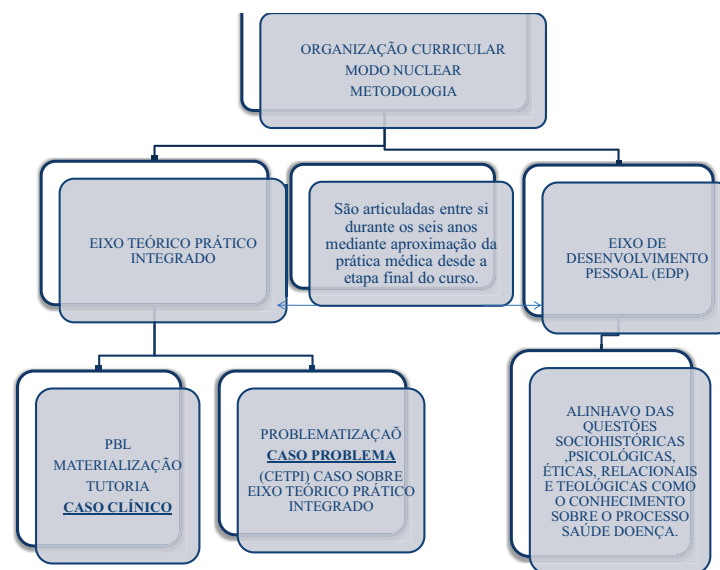 ORGANIZAÇÃO CURRICULAR
MODO NUCLEAR
METODOLOGIA
EIXO TEÓRICO PRÁTICO
INTEGRADO
São articuladas entre si
durante os seis anos
mediante aproximação da
prática médica desde a
etapa final do curso.
EIXO DE
DESENVOLVIMENTO
PESSOAL (EDP)
PBL
MATERIALIZAÇÃO
TUTORIA
CASO CLÍNICO
PROBLEMATIZAÇAÕ
CASO PROBLEMA
(CETPI) CASO SOBRE
EIXO TEÓRICO PRÁTICO
INTEGRADO
ALINHAVO DAS
QUESTÕES
SOCIOHISTÓRICAS
,PSICOLÓGICAS,
ÉTICAS, RELACIONAIS
E TEOLÓGICAS COMO
O CONHECIMENTO
SOBRE O PROCESSO
SAÚDE DOENÇA.